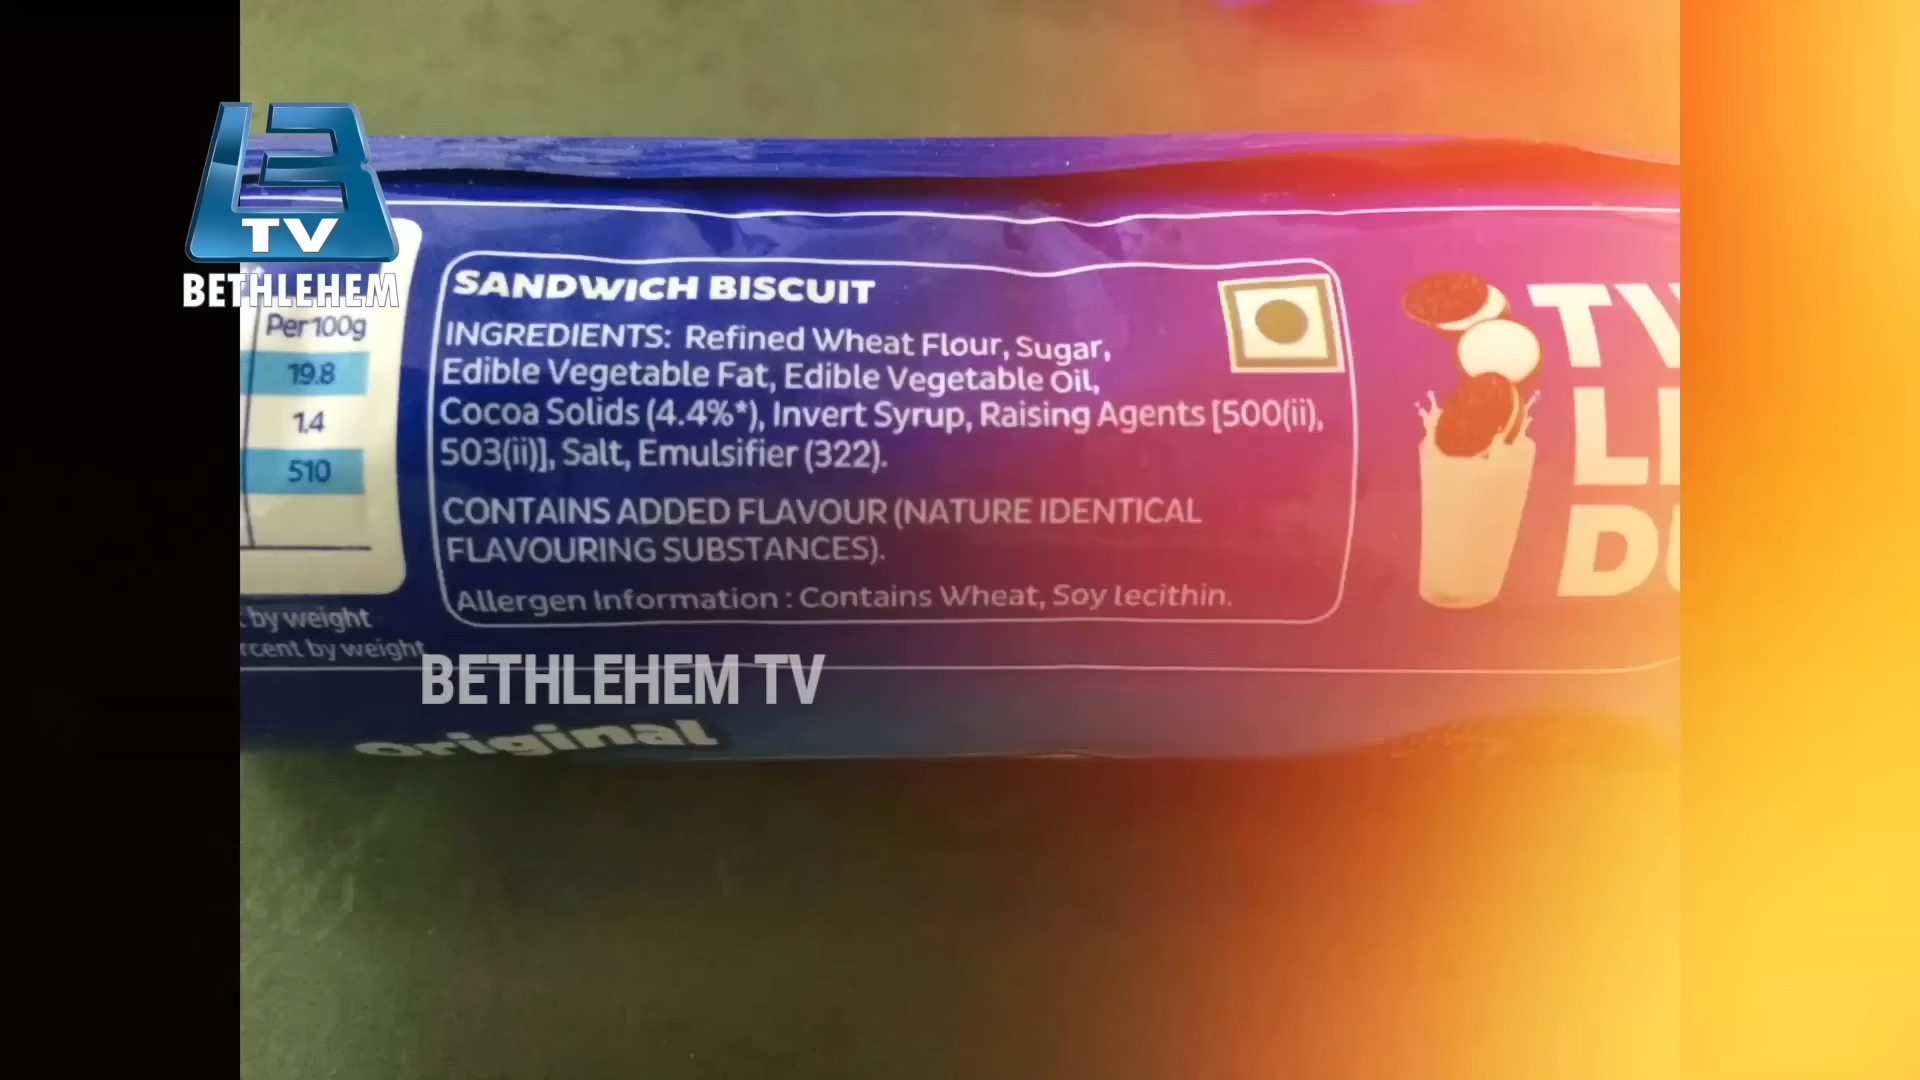 TV
BETHLEHEM
Per 100g
19.8
1.4
510
by weight
by weight
SANDWICH BISCUIT
INGREDIENTS: Refined Wheat Flour, Sugar,
Edible Vegetable Fat, Edible Vegetable Oil,
Cocoa Solids (4.4%*), Invert Syrup, Raising Agents [500(ii),
503(ii)], Salt, Emulsifier (322).
CONTAINS ADDED FLAVOUR (NATURE IDENTICAL
FLAVOURING SUBSTANCES).
Allergen Information : Contains Wheat, Soy lecithin.
BETHLEHEM TV
Original